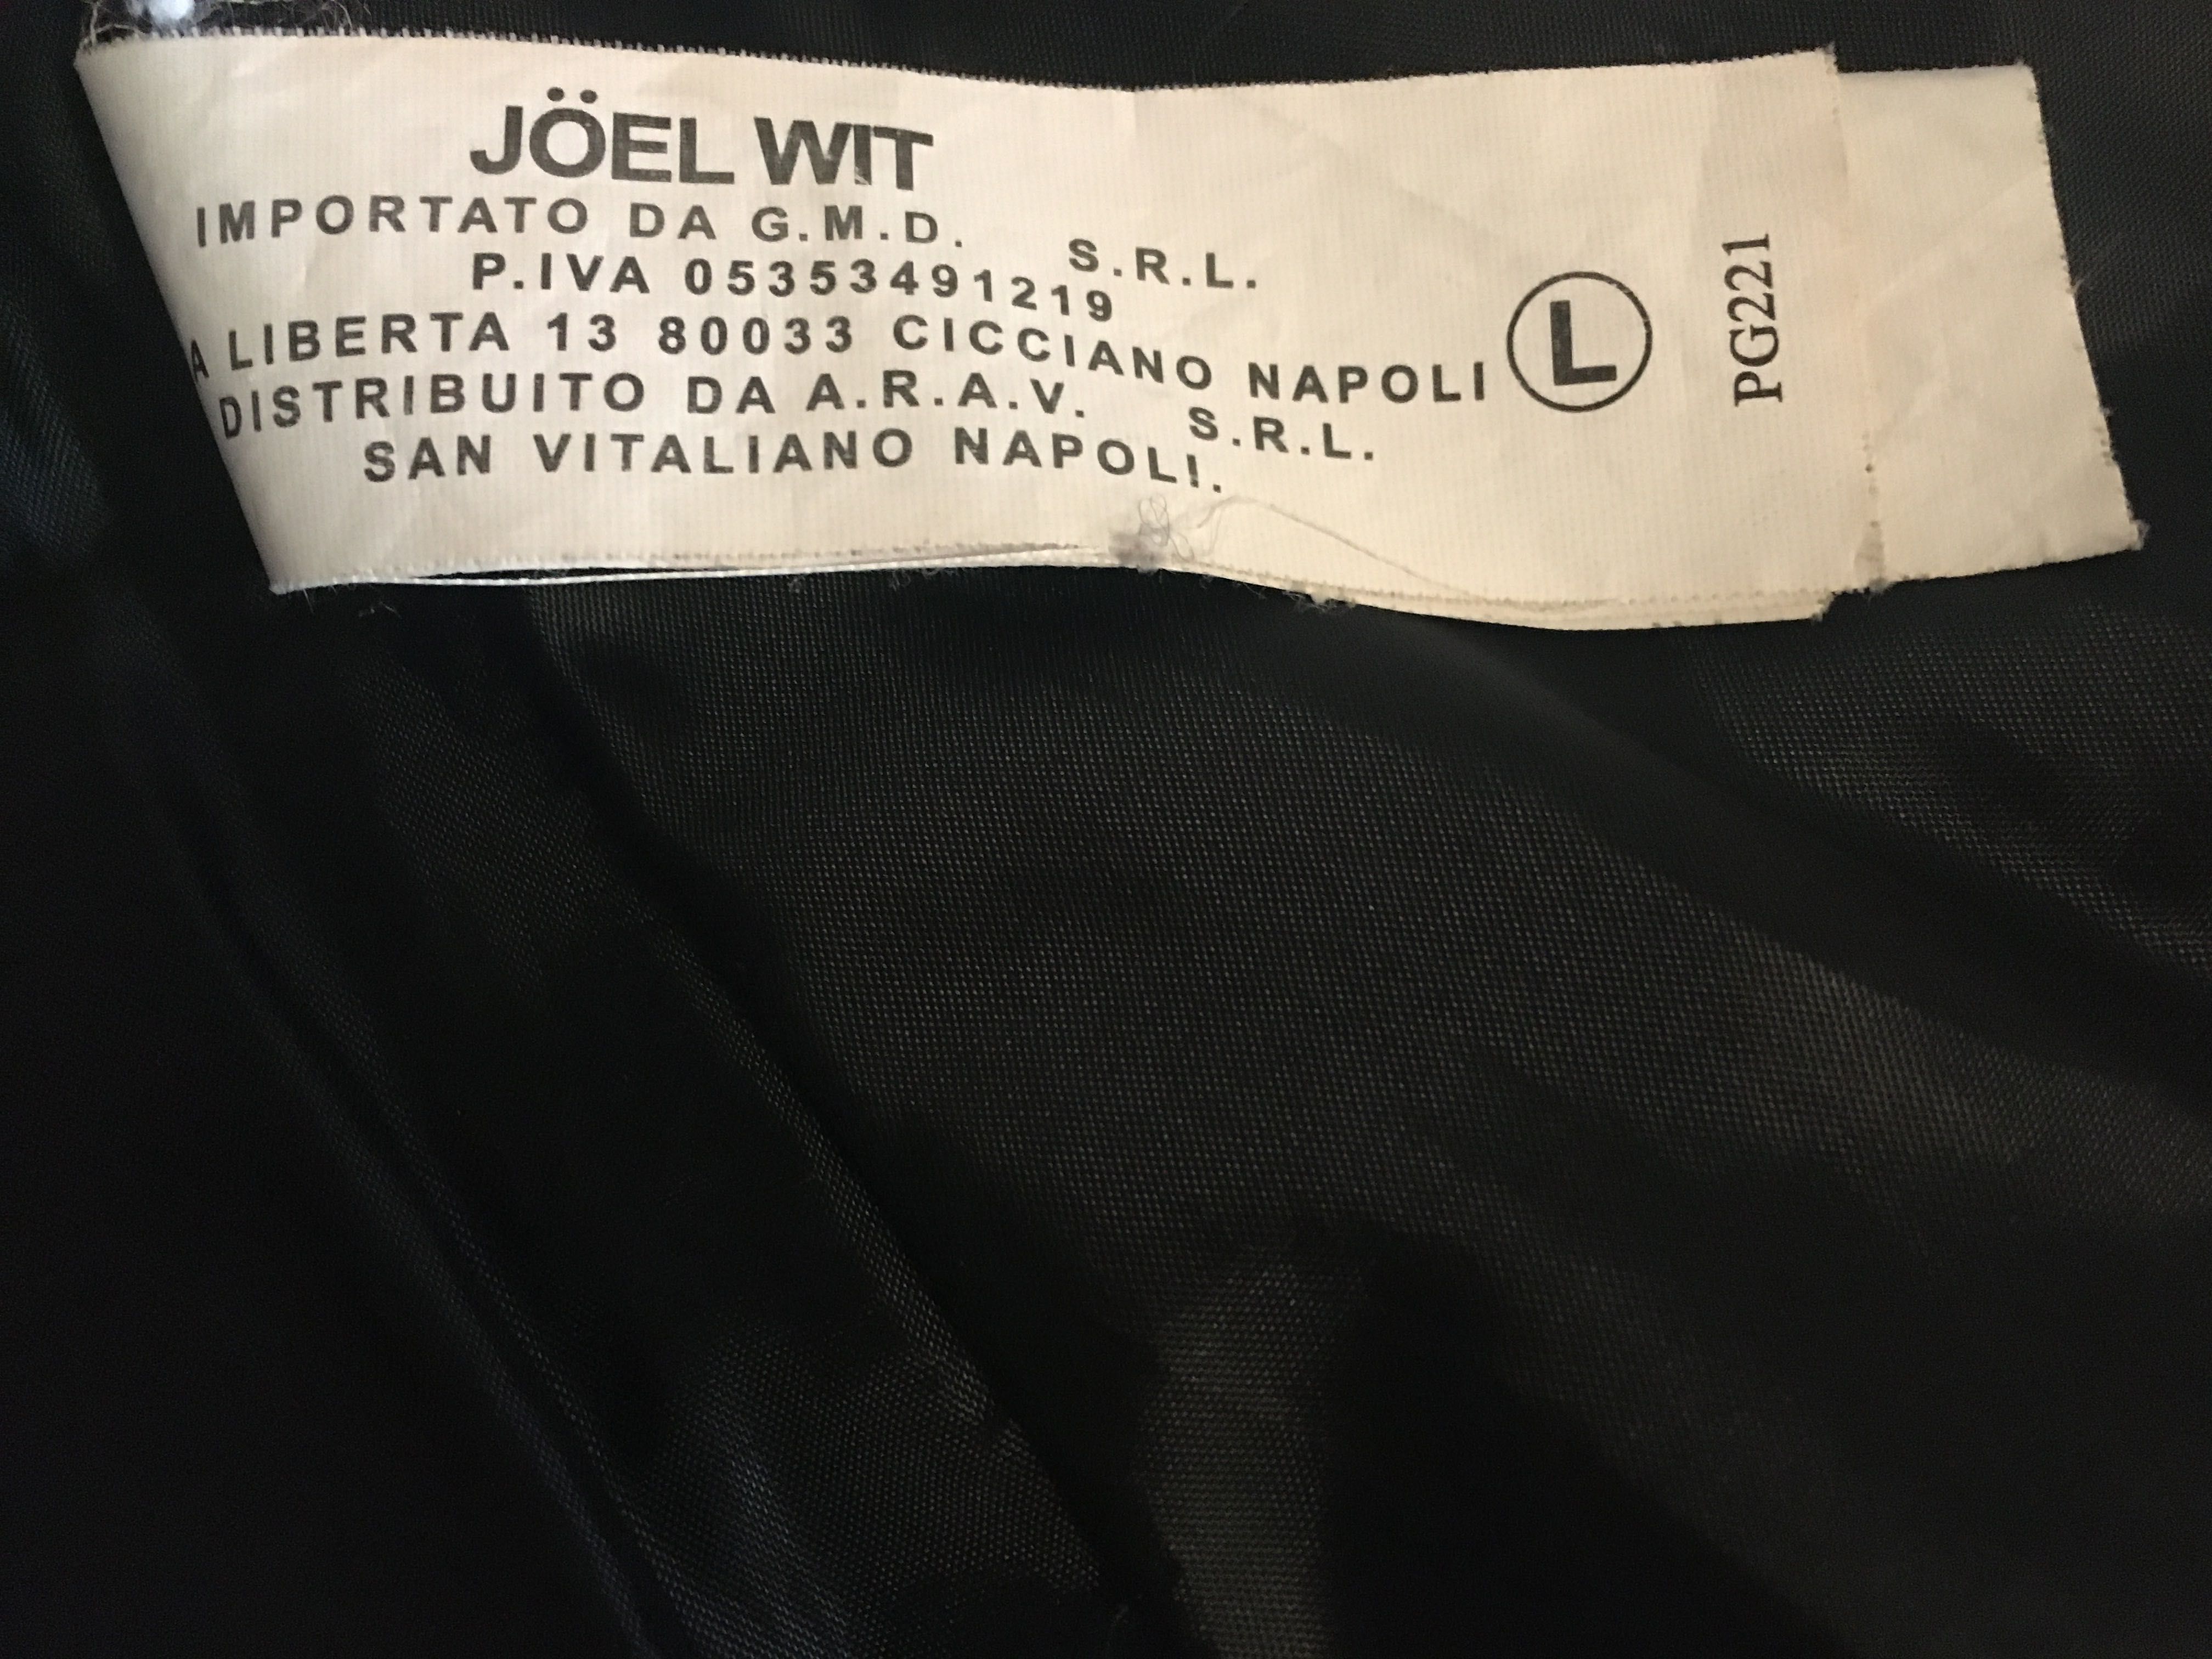 JÖEL WIT
IMPORTATO DA G.M.D. S.R.L.
P.IVA 05353491219
A LIBERTA 13 80033 CICCIANO NAPOLI
DISTRIBUITO DA A.R.A.V. S.R.L.
SAN VITALIANO NAPOLI.
L
PG221